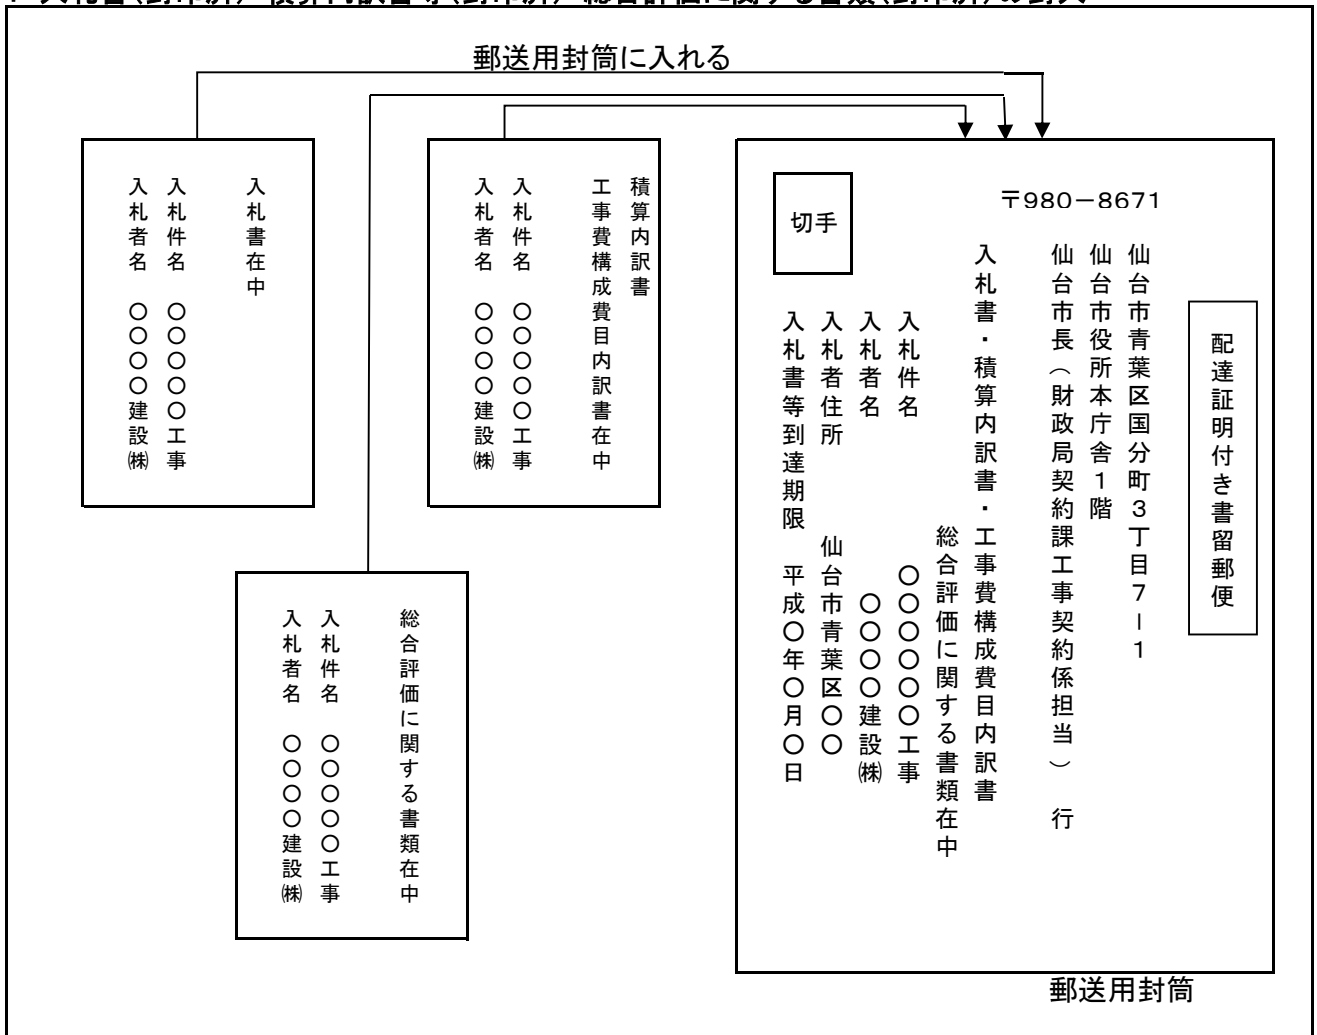 郵送用封筒に入れる
入札書在中
入札件名　〇〇〇〇〇工事
入札者名　〇〇〇〇建設㈱
積算内訳書
工事費構成費目内訳書在中
入札件名　〇〇〇〇〇工事
入札者名　〇〇〇〇建設㈱
総合評価に関する書類在中
入札件名　〇〇〇〇〇工事
入札者名　〇〇〇〇建設㈱
切手
〒980－8671
配達証明付き書留郵便
仙台市青葉区国分町３丁目７－１
仙台市役所本庁舎１階
仙台市長（財政局契約課工事契約係担当）　行
入札書・積算内訳書・工事費構成費目内訳書
総合評価に関する書類在中
入札件名　〇〇〇〇〇〇工事
入札者名　〇〇〇〇建設㈱
入札者住所　仙台市青葉区〇〇
入札書等到達期限　平成〇年〇月〇日
郵送用封筒